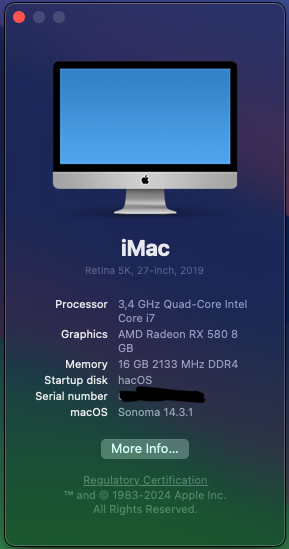 iMac
Retina 5K, 27-inch, 2019
Processor 3,4 GHz Quad-Core Intel
Core i7
Graphics AMD Radeon RX 580 8
GB
Memory 16 GB 2133 MHz DDR4
Startup disk hacOS
Serial number
macOS Sonoma 14.3.1
More Info...
Regulatory Certification
™ and © 1983-2024 Apple Inc.
All Rights Reserved.